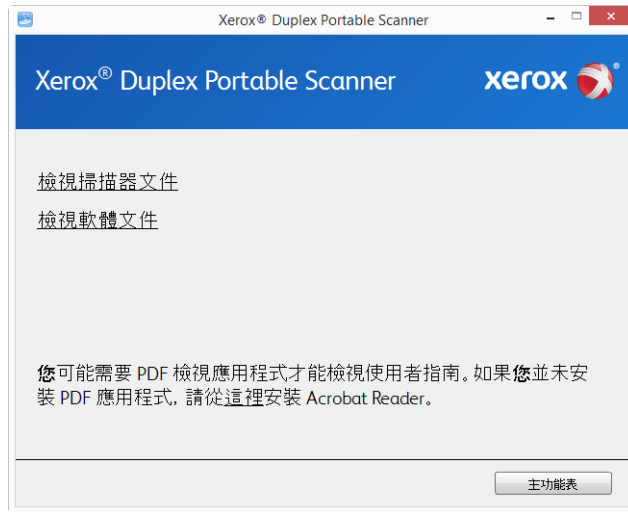 Xerox® Duplex Portable Scanner
Xerox® Duplex Portable Scanner
xerox®
檢視掃描器文件
檢視軟體文件
您可能需要 PDF 檢視應用程式才能檢視使用者指南。如果您並未安
裝 PDF 應用程式, 請從這裡安裝 Acrobat Reader。
主功能表